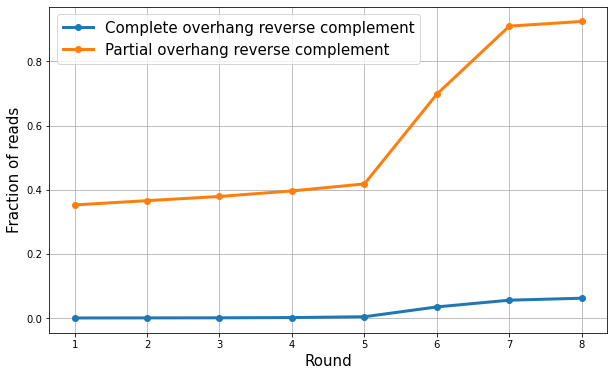 Complete overhang reverse complement
Partial overhang reverse complement
Fraction of reads
0.8
0.6
0.4
0.2
0.0
1 2 3 4 5 6 7 8
Round